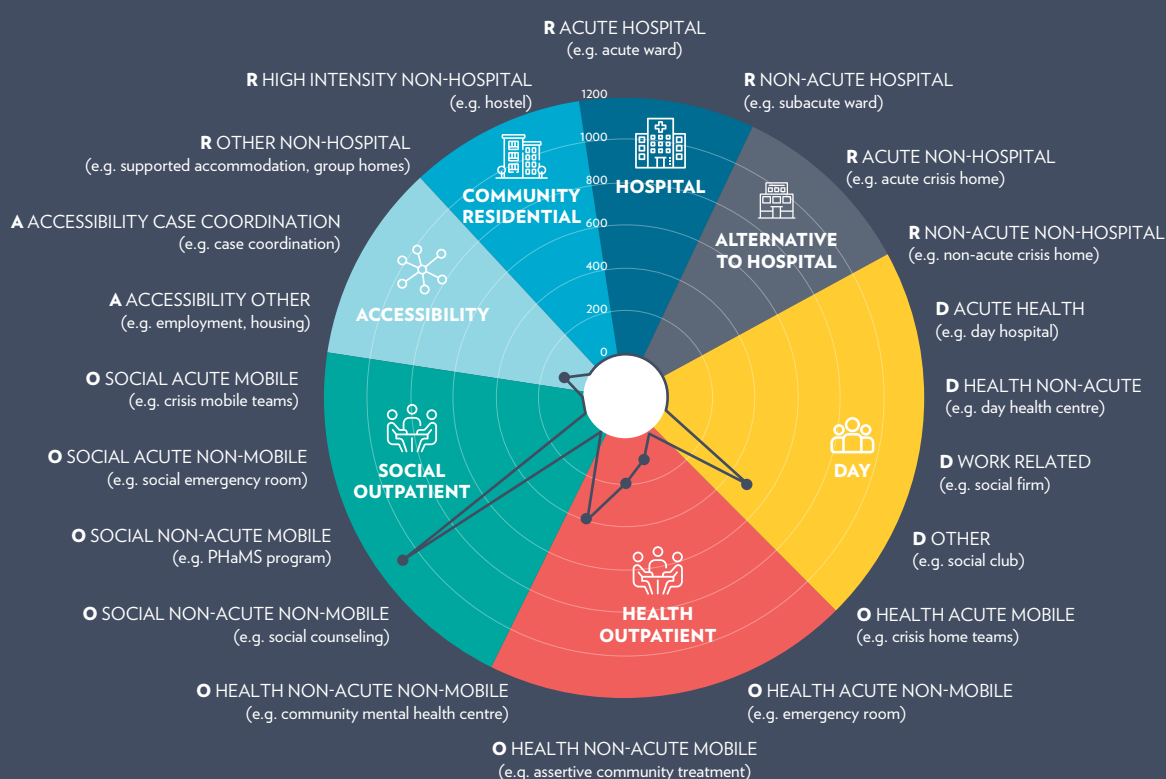 R ACUTE HOSPITAL
(e.g. acute ward)
R HIGH INTENSITY NON-HOSPITAL
(e.g. hostel)
R NON-ACUTE HOSPITAL
(e.g. subacute ward)
R OTHER NON-HOSPITAL
(e.g. supported accommodation, group homes)
R ACUTE NON-HOSPITAL
(e.g. acute crisis home)
A ACCESSIBILITY CASE COORDINATION
(e.g. case coordination)
R NON-ACUTE NON-HOSPITAL
(e.g. non-acute crisis home)
A ACCESSIBILITY OTHER
(e.g. employment, housing)
D ACUTE HEALTH
(e.g. day hospital)
O SOCIAL ACUTE MOBILE
(e.g. crisis mobile teams)
D HEALTH NON-ACUTE
(e.g. day health centre)
O SOCIAL ACUTE NON-MOBILE
(e.g. social emergency room)
D WORK RELATED
(e.g. social firm)
O SOCIAL NON-ACUTE MOBILE
(e.g. PHaMS program)
D OTHER
(e.g. social club)
O SOCIAL NON-ACUTE NON-MOBILE
(e.g. social counseling)
O HEALTH ACUTE MOBILE
(e.g. crisis home teams)
O HEALTH NON-ACUTE NON-MOBILE
(e.g. community mental health centre)
O HEALTH ACUTE NON-MOBILE
(e.g. emergency room)
O HEALTH NON-ACUTE MOBILE
(e.g. assertive community treatment)
1200
1000
800
600
400
200
0
HOSPITAL
COMMUNITY
RESIDENTIAL
ALTERNATIVE
TO HOSPITAL
ACCESSIBILITY
DAY
SOCIAL
OUTPATIENT
HEALTH
OUTPATIENT